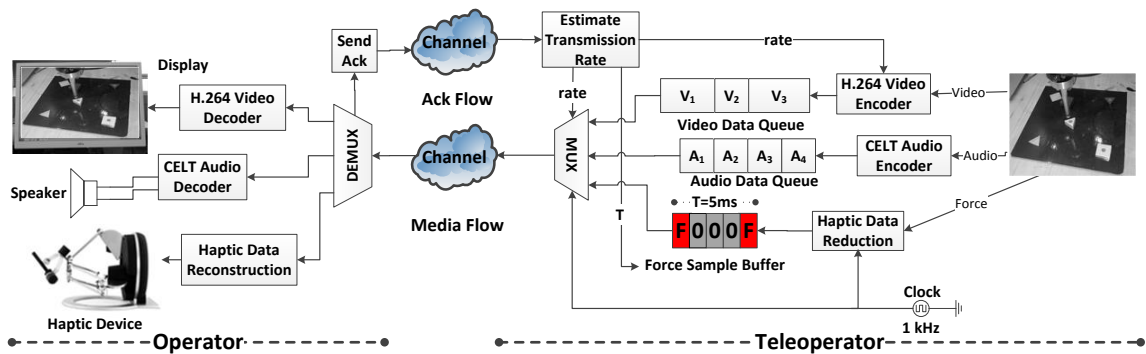 Send
Ack
Channel
Ack Flow
Estimate
Transmission
Rate
rate
rate
Display
H.264 Video
Decoder
V1 V2 V3
Video Data Queue
H.264 Video
Encoder
Video
DEMUX
Channel
Media Flow
MUX
A1 A2 A3 A4
Audio Data Queue
CELT Audio
Encoder
Audio
Speaker
CELT Audio
Decoder
T=5ms
T
F 0 0 0 F
Force Sample Buffer
Haptic Data
Reduction
Force
Haptic Data
Reconstruction
Haptic Device
Clock
1 kHz
Operator
Teleoperator